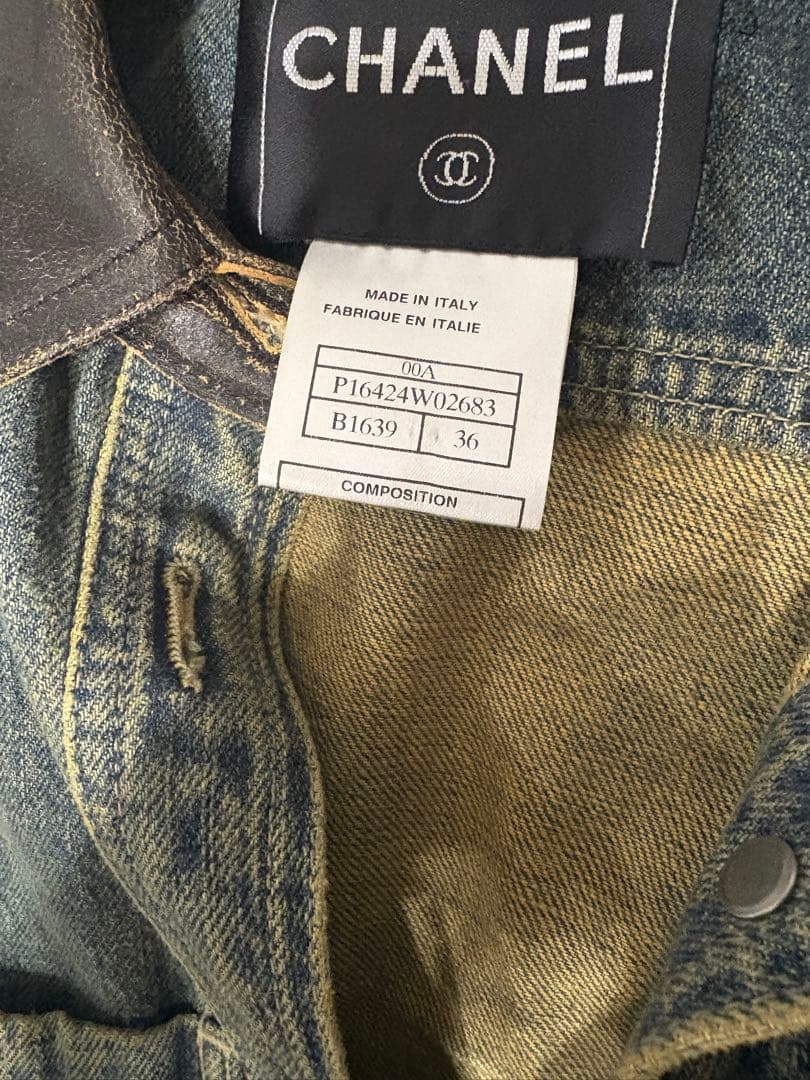 CHANEL
MADE IN ITALY
FABRIQUE EN ITALIE
00A
P16424W02683
B1639 36
COMPOSITION